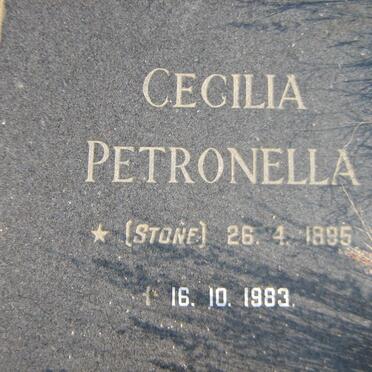 CECILIA
PETRONELLA
★ (STONE) 26. 4. 1895
16. 10. 1983.